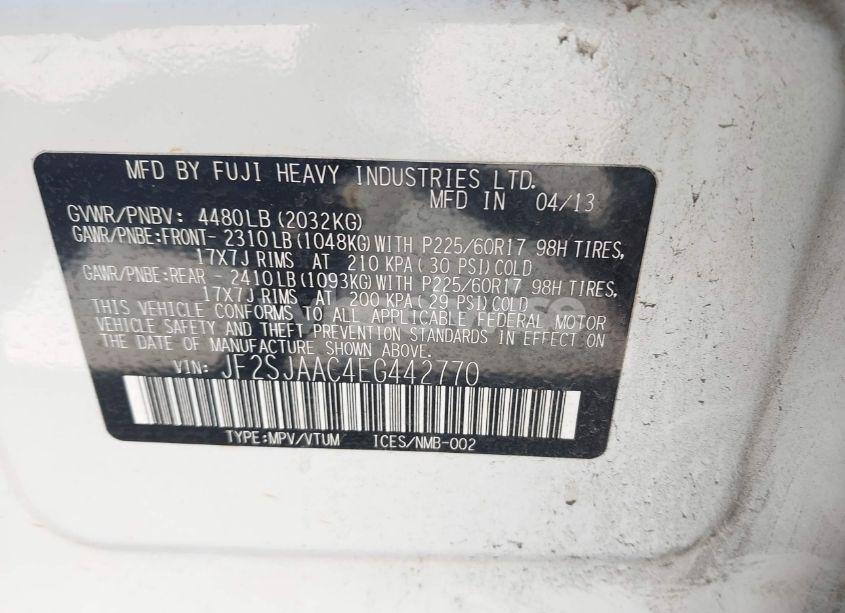 MFD BY FUJI HEAVY INDUSTRIES LTD.
MFD IN 04/13
GVWR/PNBV: 4480LB (2032KG)
GAWR/PNBE:FRONT- 2310LB (1048KG) WITH P225/60R17 98H TIRES,
17X7J RIMS AT 210 KPA (30 PSI) COLD
GAWR/PNBE:REAR - 2410LB (1093KG) WITH P225/60R17 98H TIRES,
17X7J RIMS AT 200 KPA (29 PSI) COLD
THIS VEHICLE CONFORMS TO ALL APPLICABLE FEDERAL MOTOR
VEHICLE SAFETY AND THEFT PREVENTION STANDARDS IN EFFECT ON
THE DATE OF MANUFACTURE SHOWN ABOVE.
VIN: JF2SJAAC4EG442770
TYPE:MPV/VTUM ICES/NMB-002